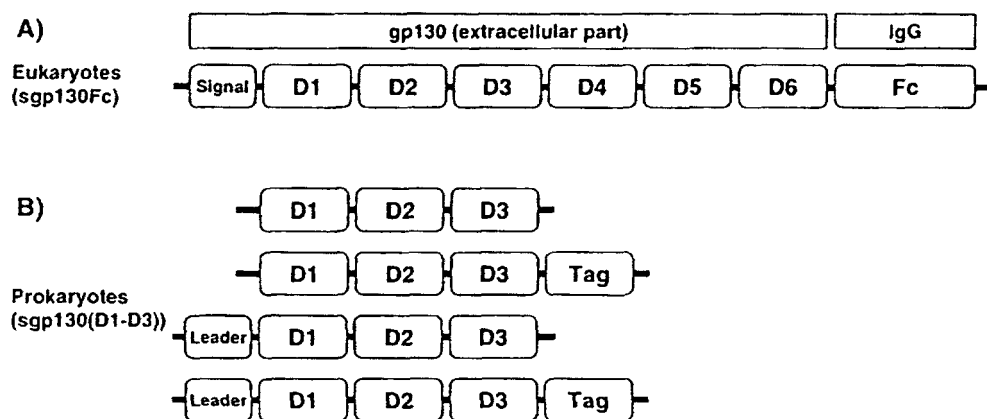 A)
gp130 (extracellular part) IgG
Eukaryotes
(sgp130Fc)
Signal D1 D2 D3 D4 D5 D6 Fc
B)
D1 D2 D3
D1 D2 D3 Tag
Prokaryotes
(sgp130(D1-D3))
Leader D1 D2 D3
Leader D1 D2 D3 Tag